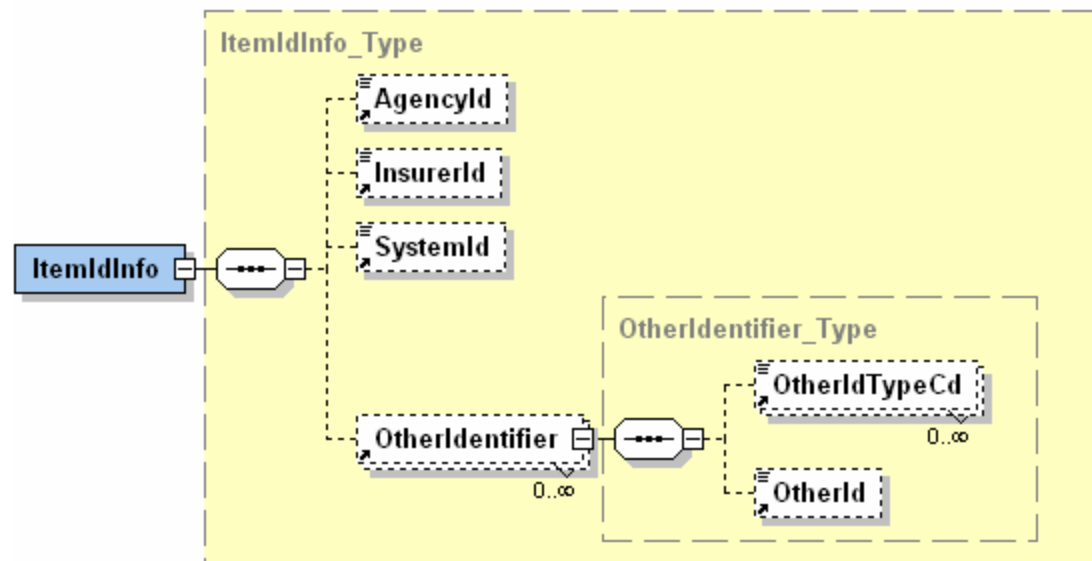 ItemIdInfo_Type
AgencyId
InsurerId
SystemId
ItemIdInfo
OtherIdentifier_Type
OtherIdTypeCd
0..∞
OtherIdentifier
0..∞
OtherId